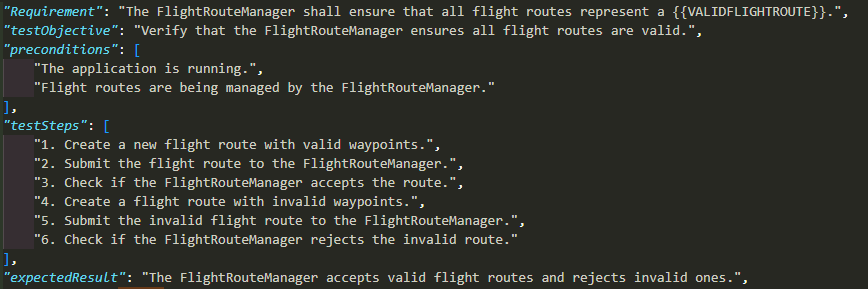 "Requirement": "The FlightRouteManager shall ensure that all flight routes represent a {{VALIDFLIGHTROUTE}}.",
"testObjective": "Verify that the FlightRouteManager ensures all flight routes are valid.",
"preconditions": [
"The application is running.",
"Flight routes are being managed by the FlightRouteManager."
],
"testSteps": [
"1. Create a new flight route with valid waypoints.",
"2. Submit the flight route to the FlightRouteManager.",
"3. Check if the FlightRouteManager accepts the route.",
"4. Create a flight route with invalid waypoints.",
"5. Submit the invalid flight route to the FlightRouteManager.",
"6. Check if the FlightRouteManager rejects the invalid route."
],
"expectedResult": "The FlightRouteManager accepts valid flight routes and rejects invalid ones.",